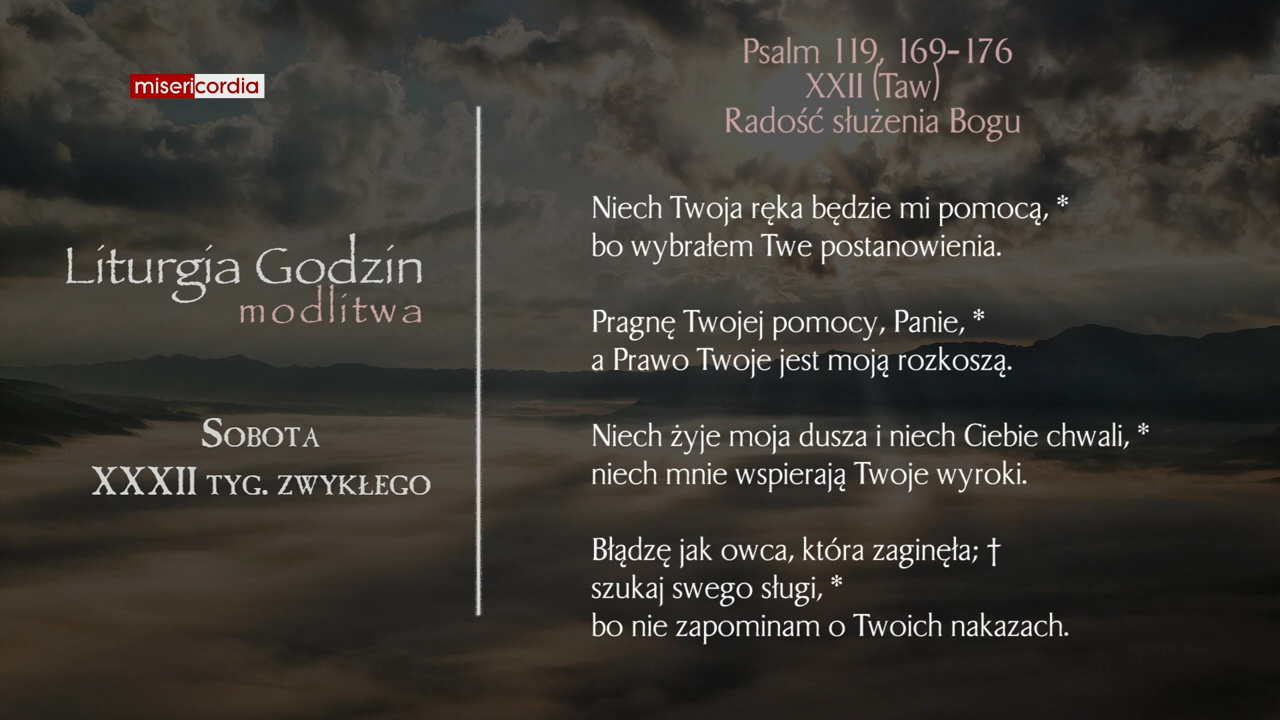 misericordia
Liturgia Godzin
modlitwa
Sobota
XXXII tyg. zwykłego
Psalm 119, 169-176
XXII (Taw)
Radość służenia Bogu
Niech Twoja ręka będzie mi pomocą, *
bo wybrałem Twe postanowienia.
Pragnę Twojej pomocy, Panie, *
a Prawo Twoje jest moją rozkoszą.
Niech żyje moja dusza i niech Ciebie chwali, *
niech mnie wspierają Twoje wyroki.
Błądzę jak owca, która zaginęła; †
szukaj swego sługi, *
bo nie zapominam o Twoich nakazach.